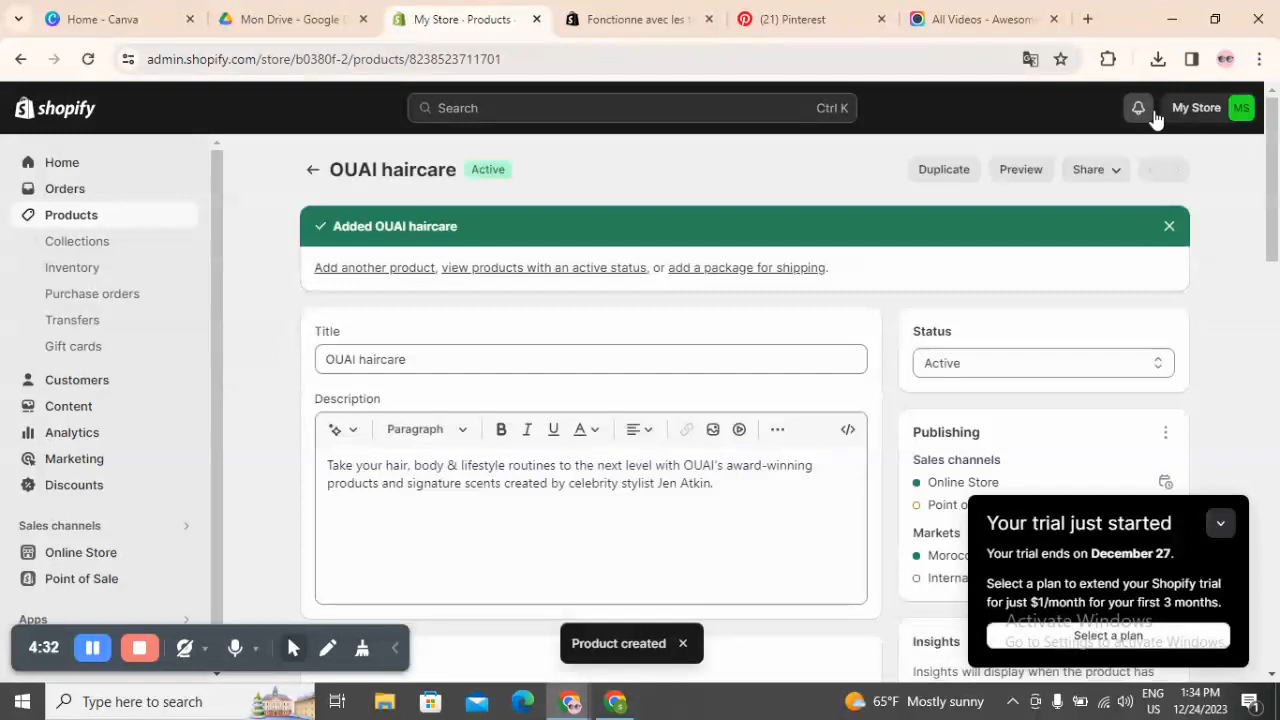 Home - Canva
Mon Drive - Google
My Store · Products ·
Fonctionne avec les
(21) Pinterest
All Videos - Awesom
admin.shopify.com/store/b0380f-2/products/8238523711701
shopify
Search
Ctrl K
My Store
MS
Home
Orders
Products
Collections
Inventory
Purchase orders
Transfers
Gift cards
Customers
Content
Analytics
Marketing
Discounts
Sales channels
Online Store
Point of Sale
Apps
OUAI haircare
Active
Duplicate
Preview
Share
Added OUAI haircare
Add another product, view products with an active status, or add a package for shipping.
Title
OUAI haircare
Description
Paragraph
B I U A
Take your hair, body & lifestyle routines to the next level with OUAI's award-winning
products and signature scents created by celebrity stylist Jen Atkin.
Status
Active
Publishing
Sales channels
Online Store
Point o
Markets
Moroc
Interna
Insights
Insights will display when the product has
Your trial just started
Your trial ends on December 27.
Select a plan to extend your Shopify trial
for just $1/month for your first 3 months.
Select a plan
Activate Windows
Go to Settings to activate Windows.
4:32
Product created
Type here to search
65°F Mostly sunny
ENG
US
1:34 PM
12/24/2023
1